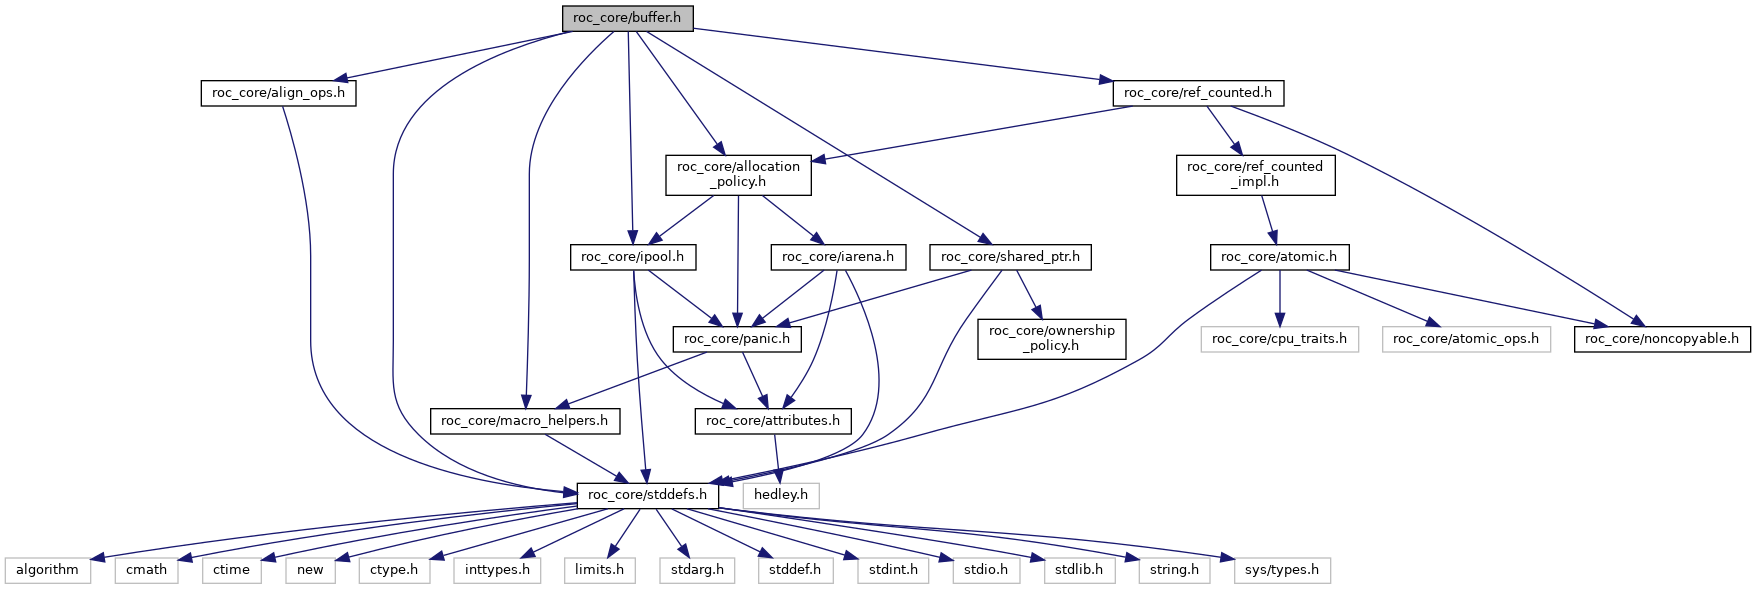 roc_core/buffer.h
roc_core/align_ops.h
roc_core/ref_counted.h
roc_core/allocation
_policy.h
roc_core/ref_counted
_impl.h
roc_core/ipool.h
roc_core/iarena.h
roc_core/shared_ptr.h
roc_core/atomic.h
roc_core/panic.h
roc_core/ownership
_policy.h
roc_core/cpu_traits.h
roc_core/atomic_ops.h
roc_core/noncopyable.h
roc_core/macro_helpers.h
roc_core/attributes.h
roc_core/stddefs.h
hedley.h
algorithm
cmath
ctime
new
ctype.h
inttypes.h
limits.h
stdarg.h
stddef.h
stdint.h
stdio.h
stdlib.h
string.h
sys/types.h